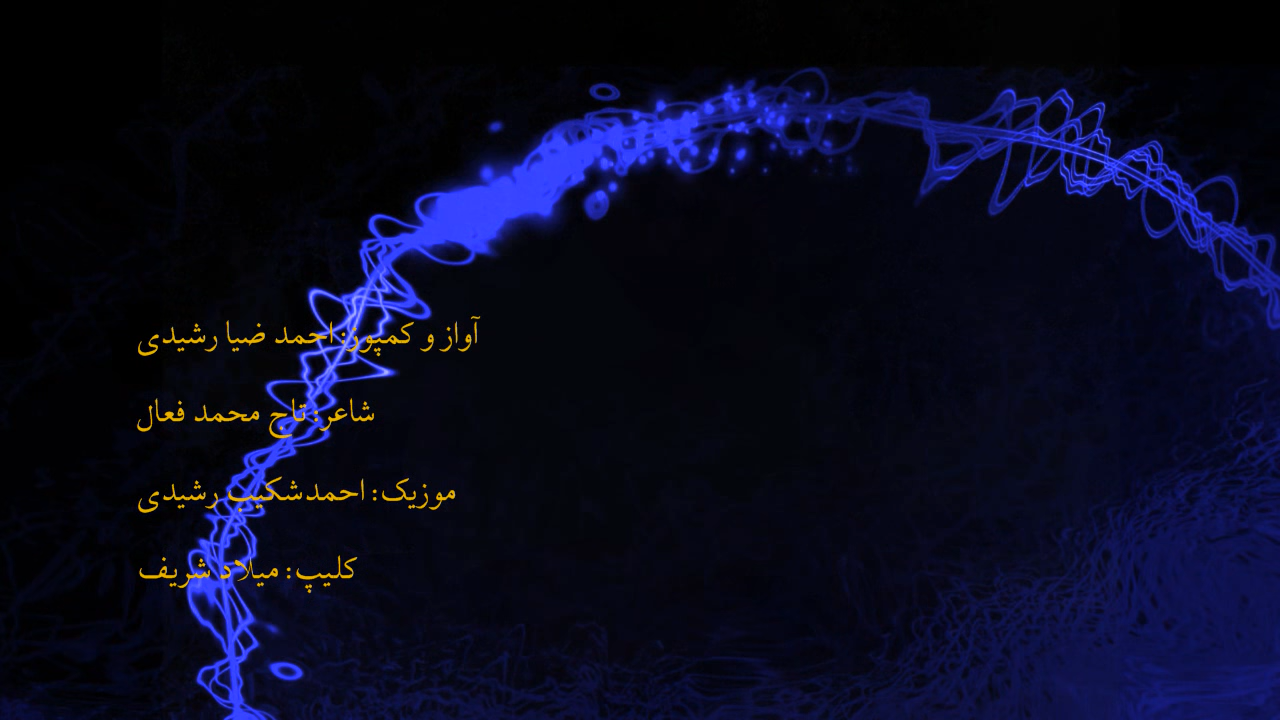 آواز و کمپوز: احمد ضیا رشیدی
شاعر: تاج محمد فعال
موزیک: احمدشکیب رشیدی
کلیپ: میلاد شریف